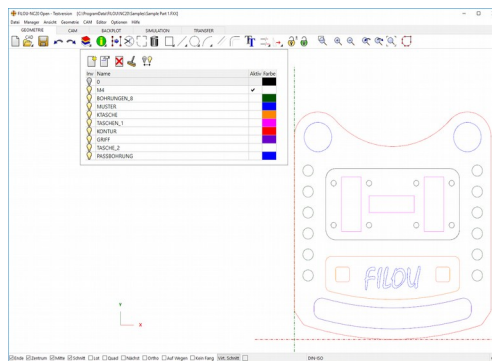 FILOU-NC20 Open - Testversion [C:\ProgramData\FILOU\NC20\Samples\Sample Part 1.FNX]
Datei Manager Ansicht Geometrie CAM Editor Optionen Hilfe
GEOMETRIE CAM BACKPLOT SIMULATION TRANSFER
Inv Name Aktiv Farbe
0
M4
BOHRUNGEN_8
MUSTER
KTASCHE
TASCHEN_1
KONTUR
GRIFF
TASCHE_2
PASSBOHRUNG
FILOU
Y
X
Ende Zentrum Mitte Schnitt Lot Quad Nächst Ortho Auf Wegen Kein Fang Virt. Schnitt DIN-ISO